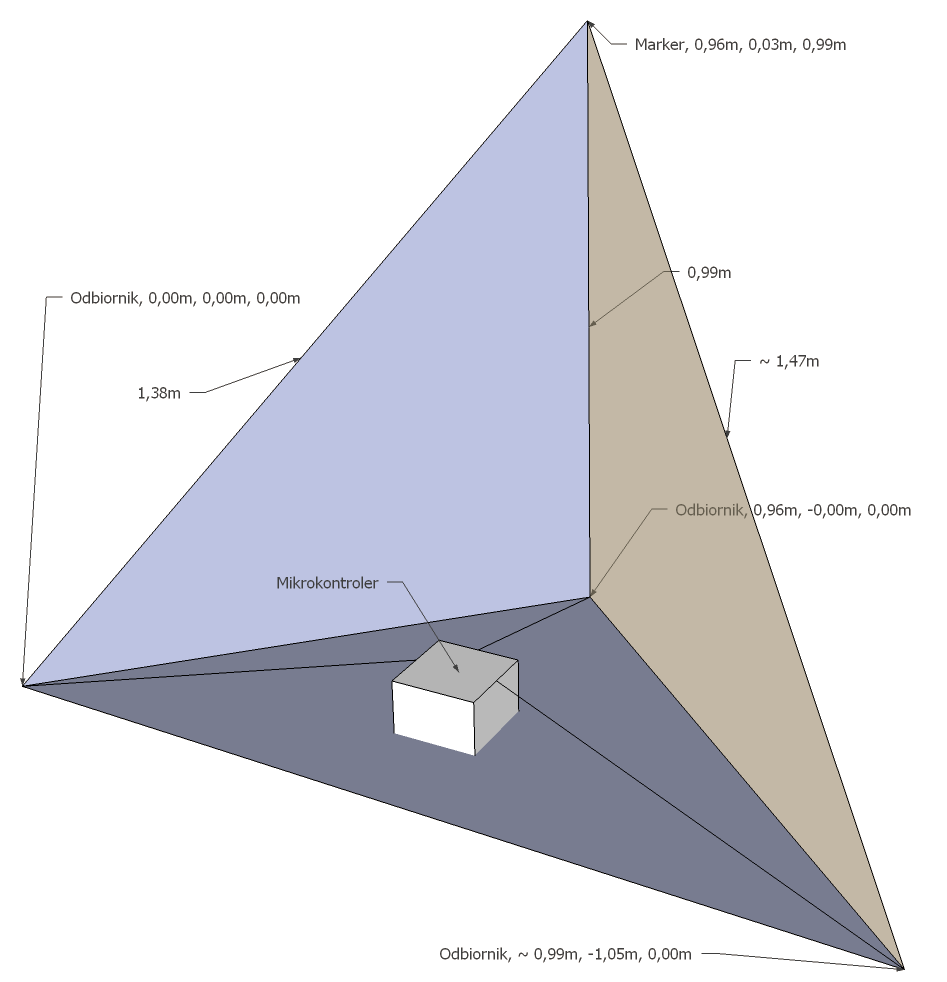 Marker, 0,96m, 0,03m, 0,99m
0,99m
Odbiornik, 0,00m, 0,00m, 0,00m
~ 1,47m
1,38m
Odbiornik, 0,96m, -0,00m, 0,00m
Mikrokontroler
Odbiornik, ~ 0,99m, -1,05m, 0,00m